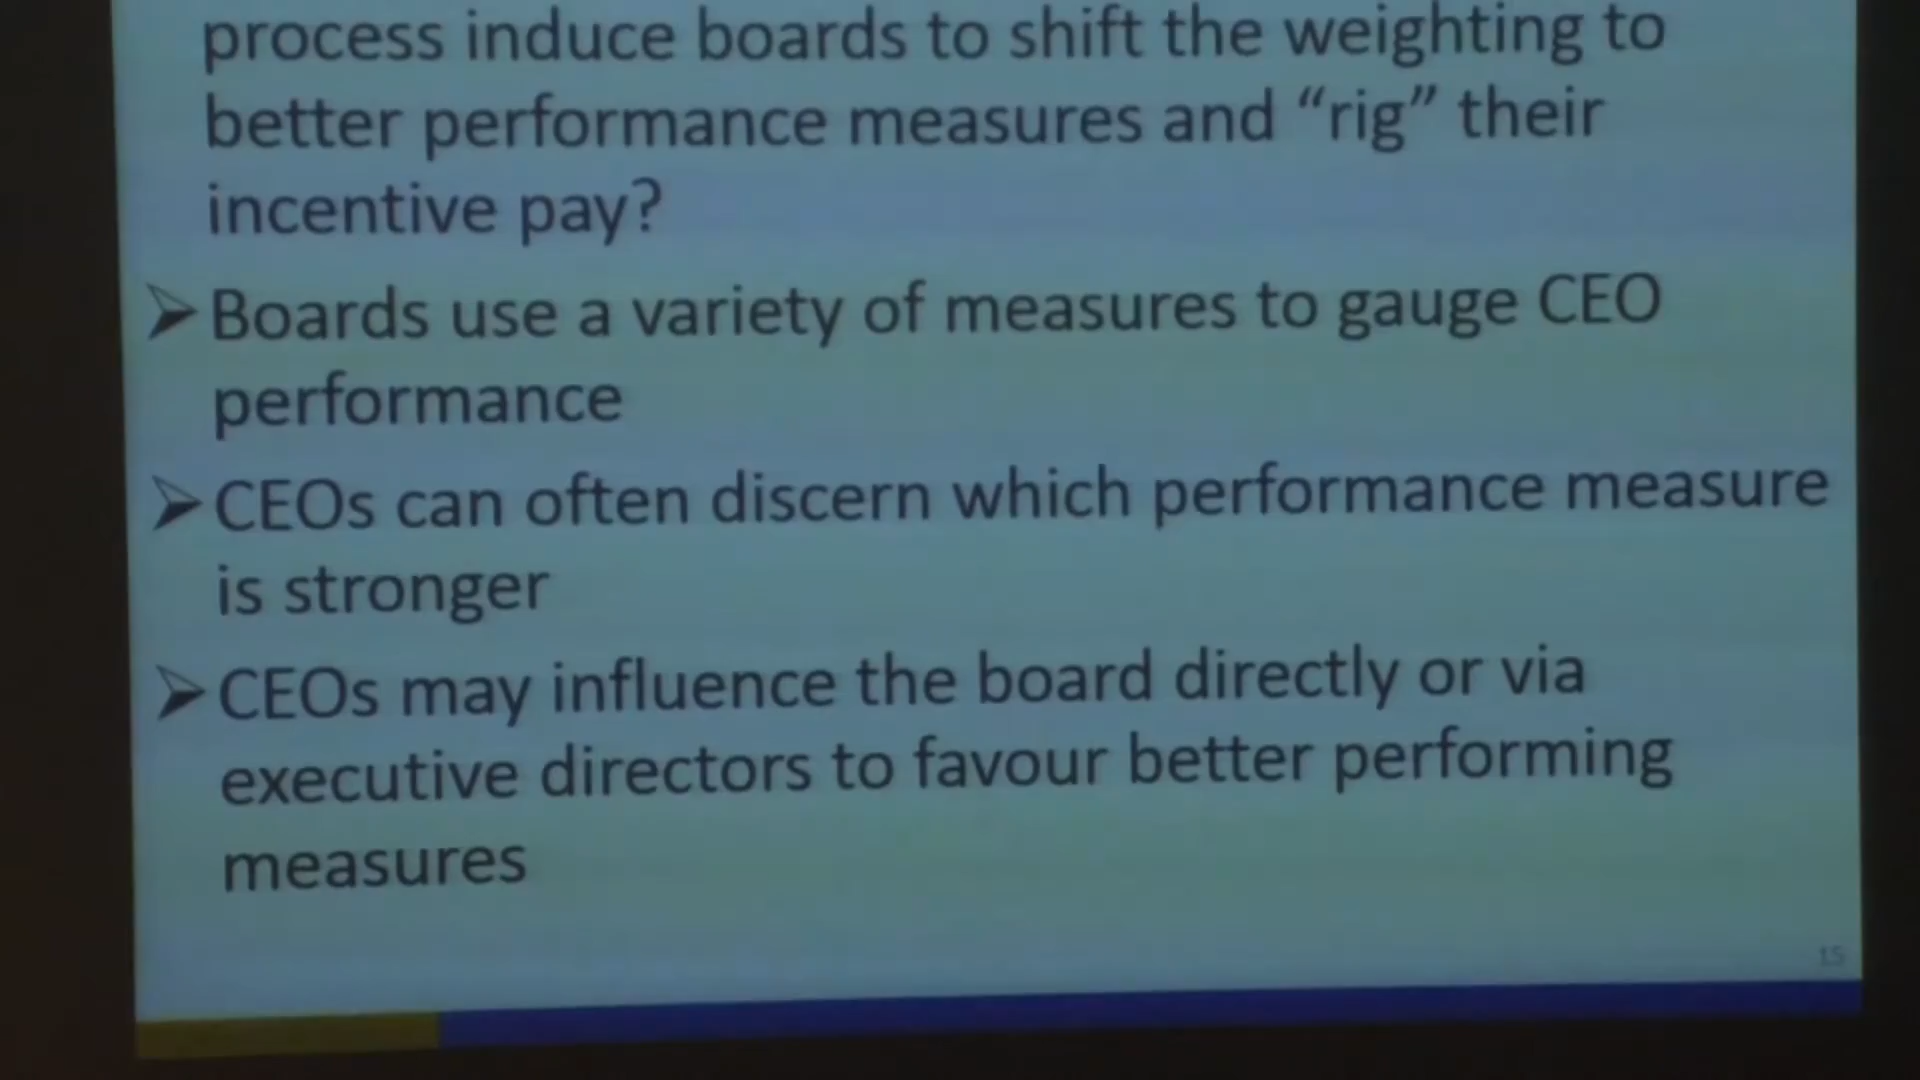 process induce boards to shift the weighting to
better performance measures and “rig” their
incentive pay?
➢Boards use a variety of measures to gauge CEO
performance
➢CEOs can often discern which performance measure
is stronger
➢CEOs may influence the board directly or via
executive directors to favour better performing
measures
15